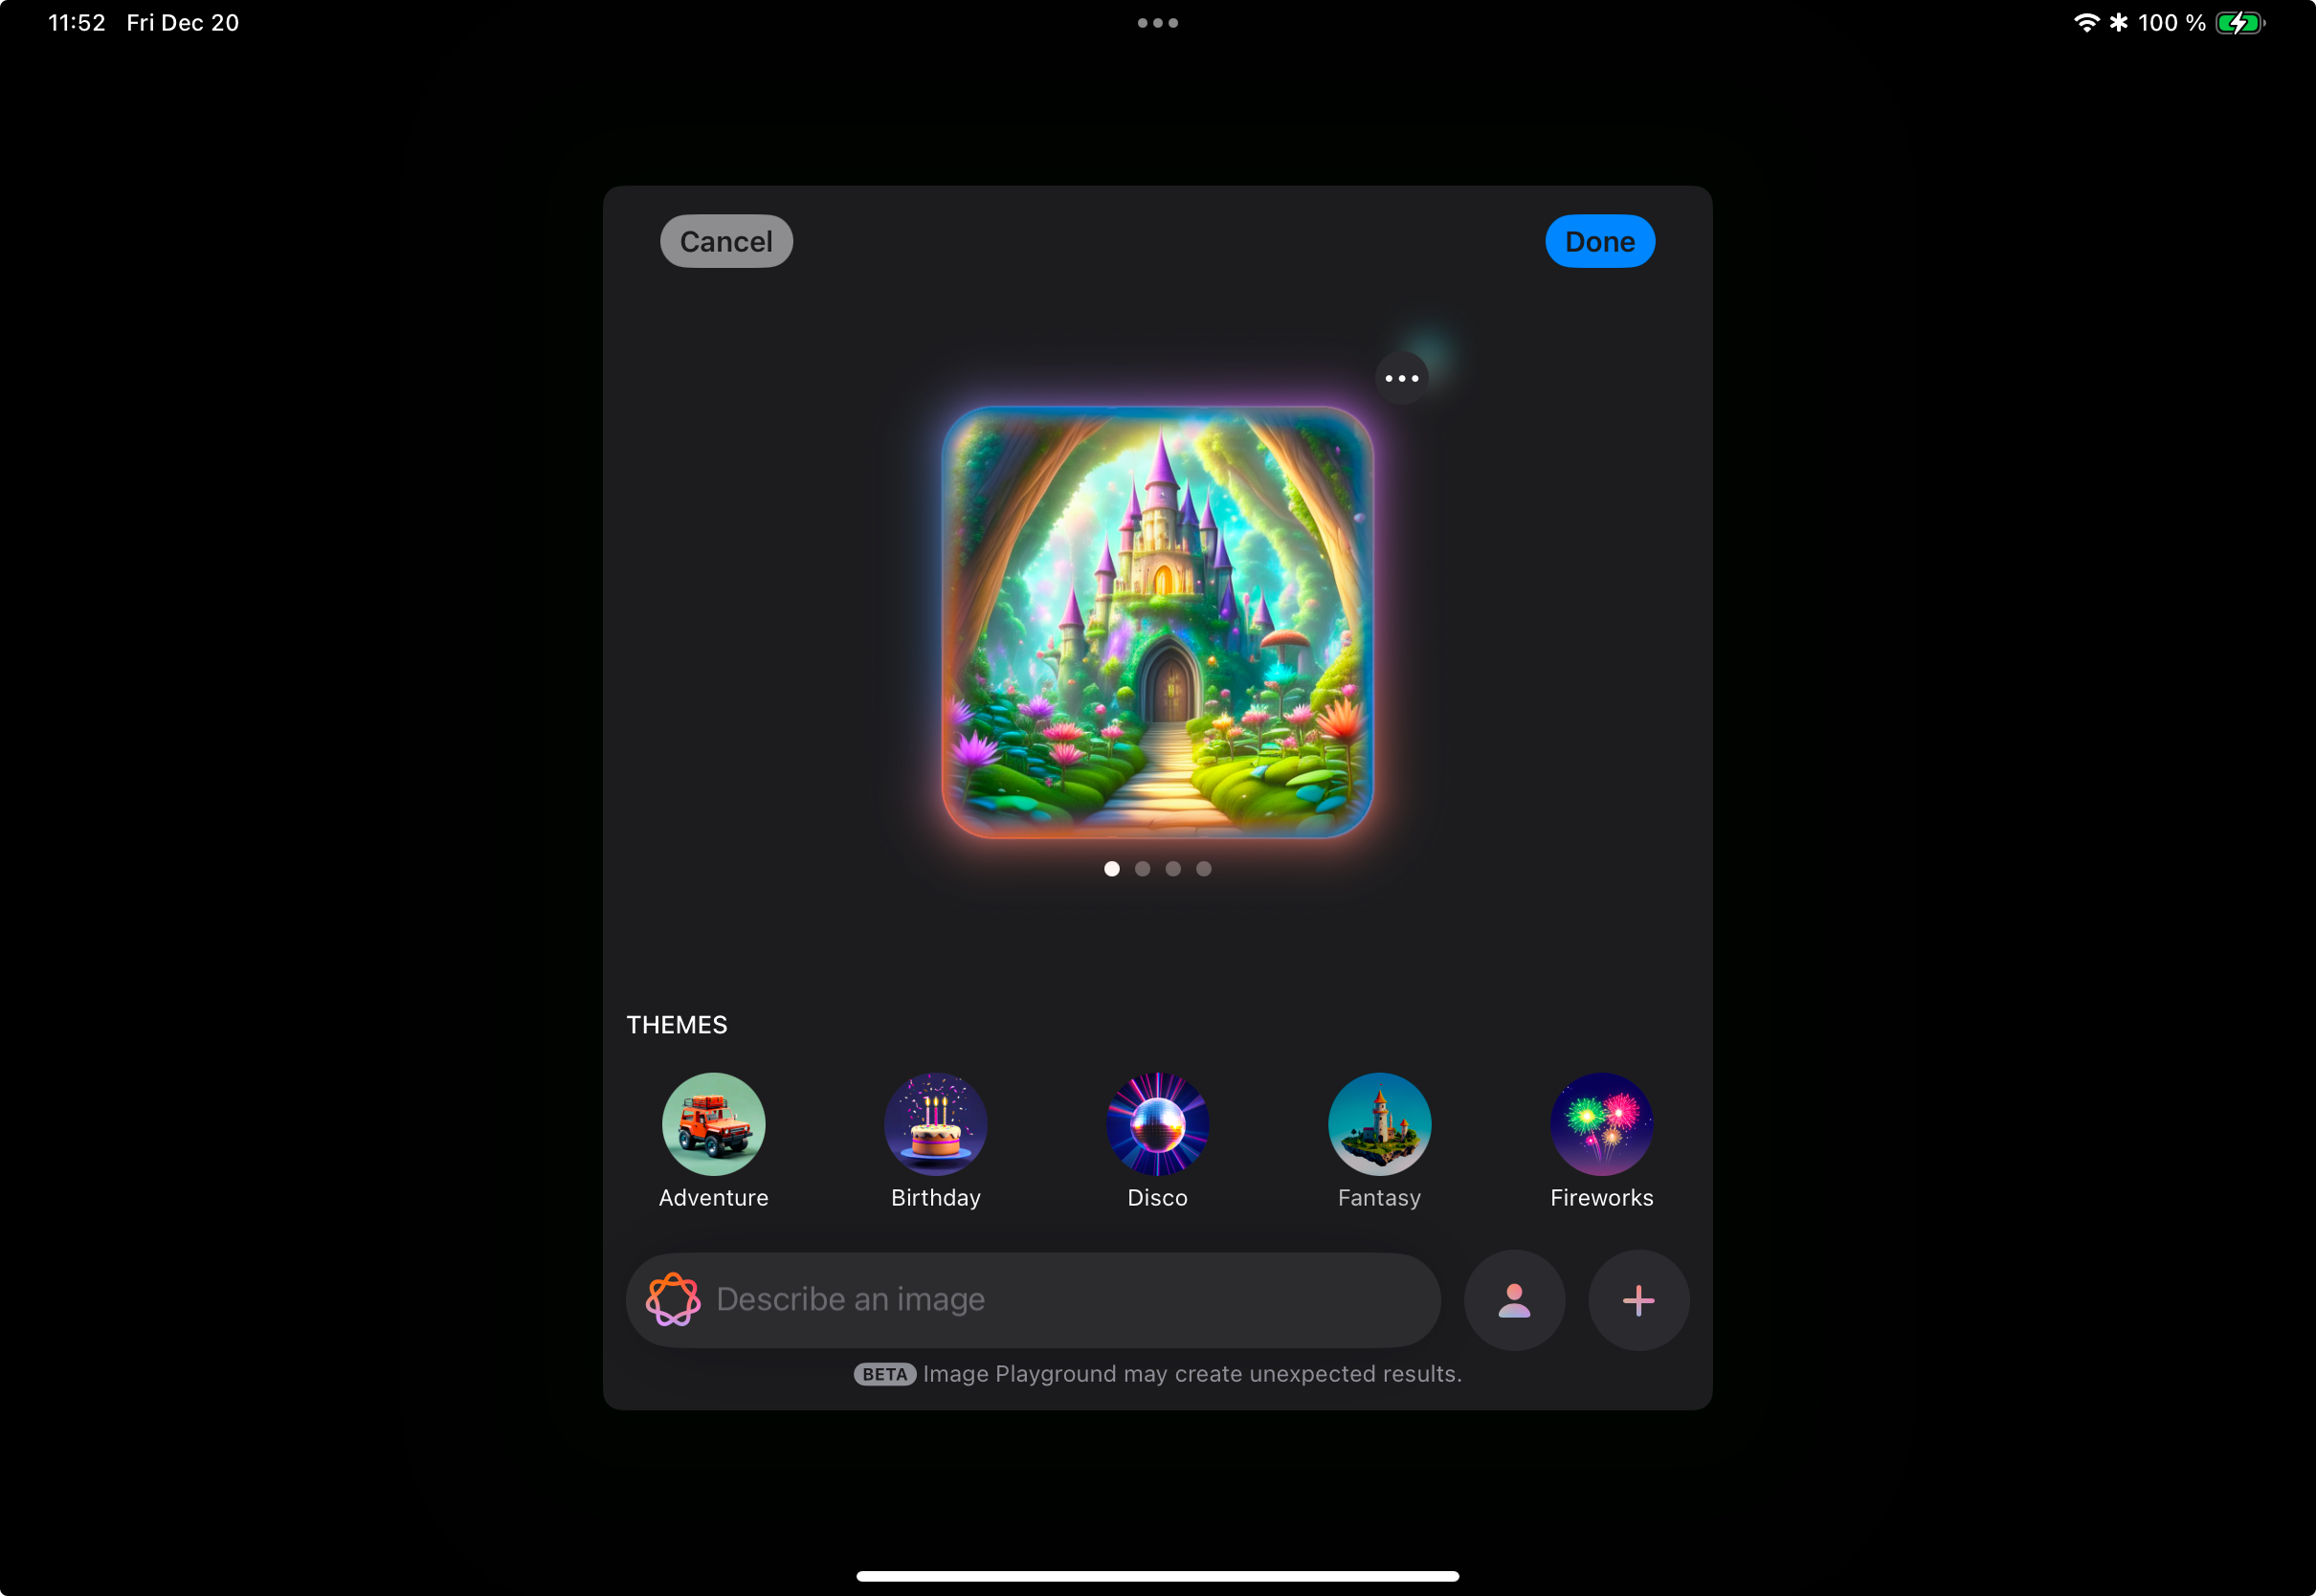 11:52 Fri Dec 20 100 %
Cancel Done
THEMES
Adventure Birthday Disco Fantasy Fireworks
Describe an image
BETA Image Playground may create unexpected results.